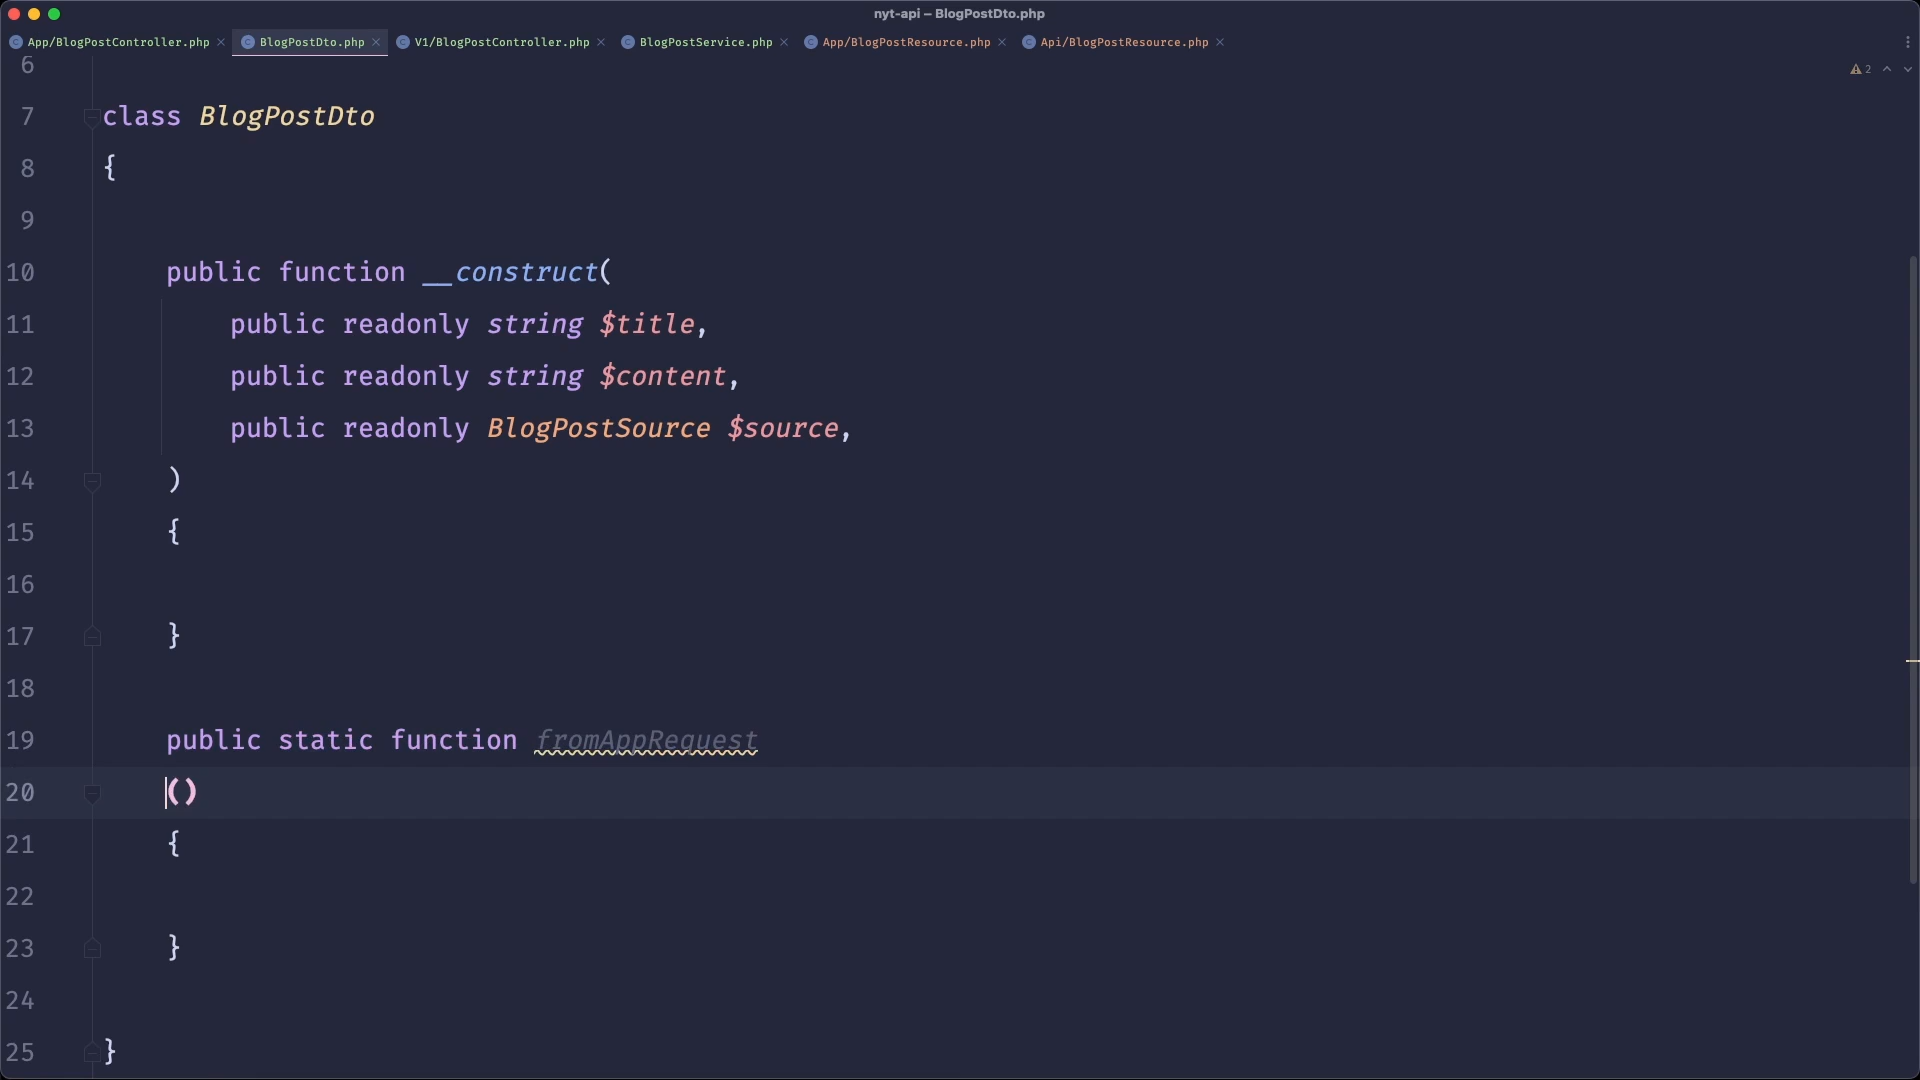 nyt-api – BlogPostDto.php
App/BlogPostController.php BlogPostDto.php V1/BlogPostController.php BlogPostService.php App/BlogPostResource.php Api/BlogPostResource.php
6
2
7 class BlogPostDto
8 {
9
10 public function __construct(
11 public readonly string $title,
12 public readonly string $content,
13 public readonly BlogPostSource $source,
14 )
15 {
16
17 }
18
19 public static function fromAppRequest
20 ()
21 {
22
23 }
24
25 }